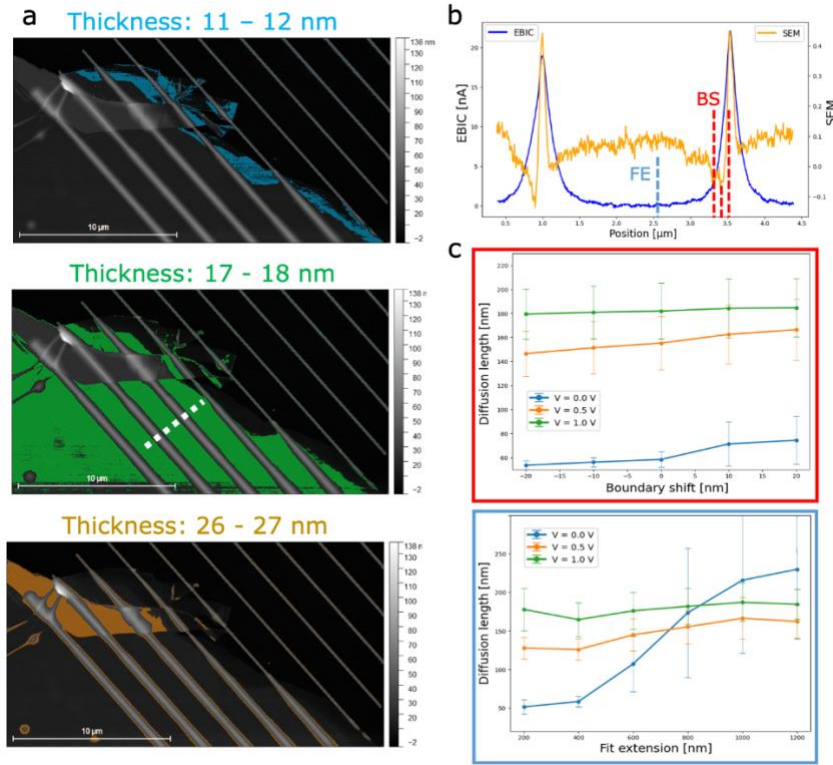 a
Thickness: 11 – 12 nm
138 nm
120
110
100
90
80
70
60
50
40
30
20
10
−2
10 µm
Thickness: 17 - 18 nm
138 n
120
110
100
90
80
70
60
50
40
30
20
10
−2
10 µm
Thickness: 26 - 27 nm
138 n
120
110
100
90
80
70
60
50
40
30
20
10
−2
10 µm
b
EBIC
SEM
BS
FE
EBIC [nA]
20
15
10
5
0
SEM
0.4
0.3
0.2
0.1
0.0
−0.1
0.5 1.0 1.5 2.0 2.5 3.0 3.5 4.0 4.5
Position [µm]
c
Diffusion length [nm]
220
200
180
160
140
120
100
80
60
V = 0.0 V
V = 0.5 V
V = 1.0 V
−20 −15 −10 −5 0 5 10 15 20
Boundary shift [nm]
Diffusion length [nm]
250
200
150
100
50
V = 0.0 V
V = 0.5 V
V = 1.0 V
200 400 600 800 1000 1200
Fit extension [nm]